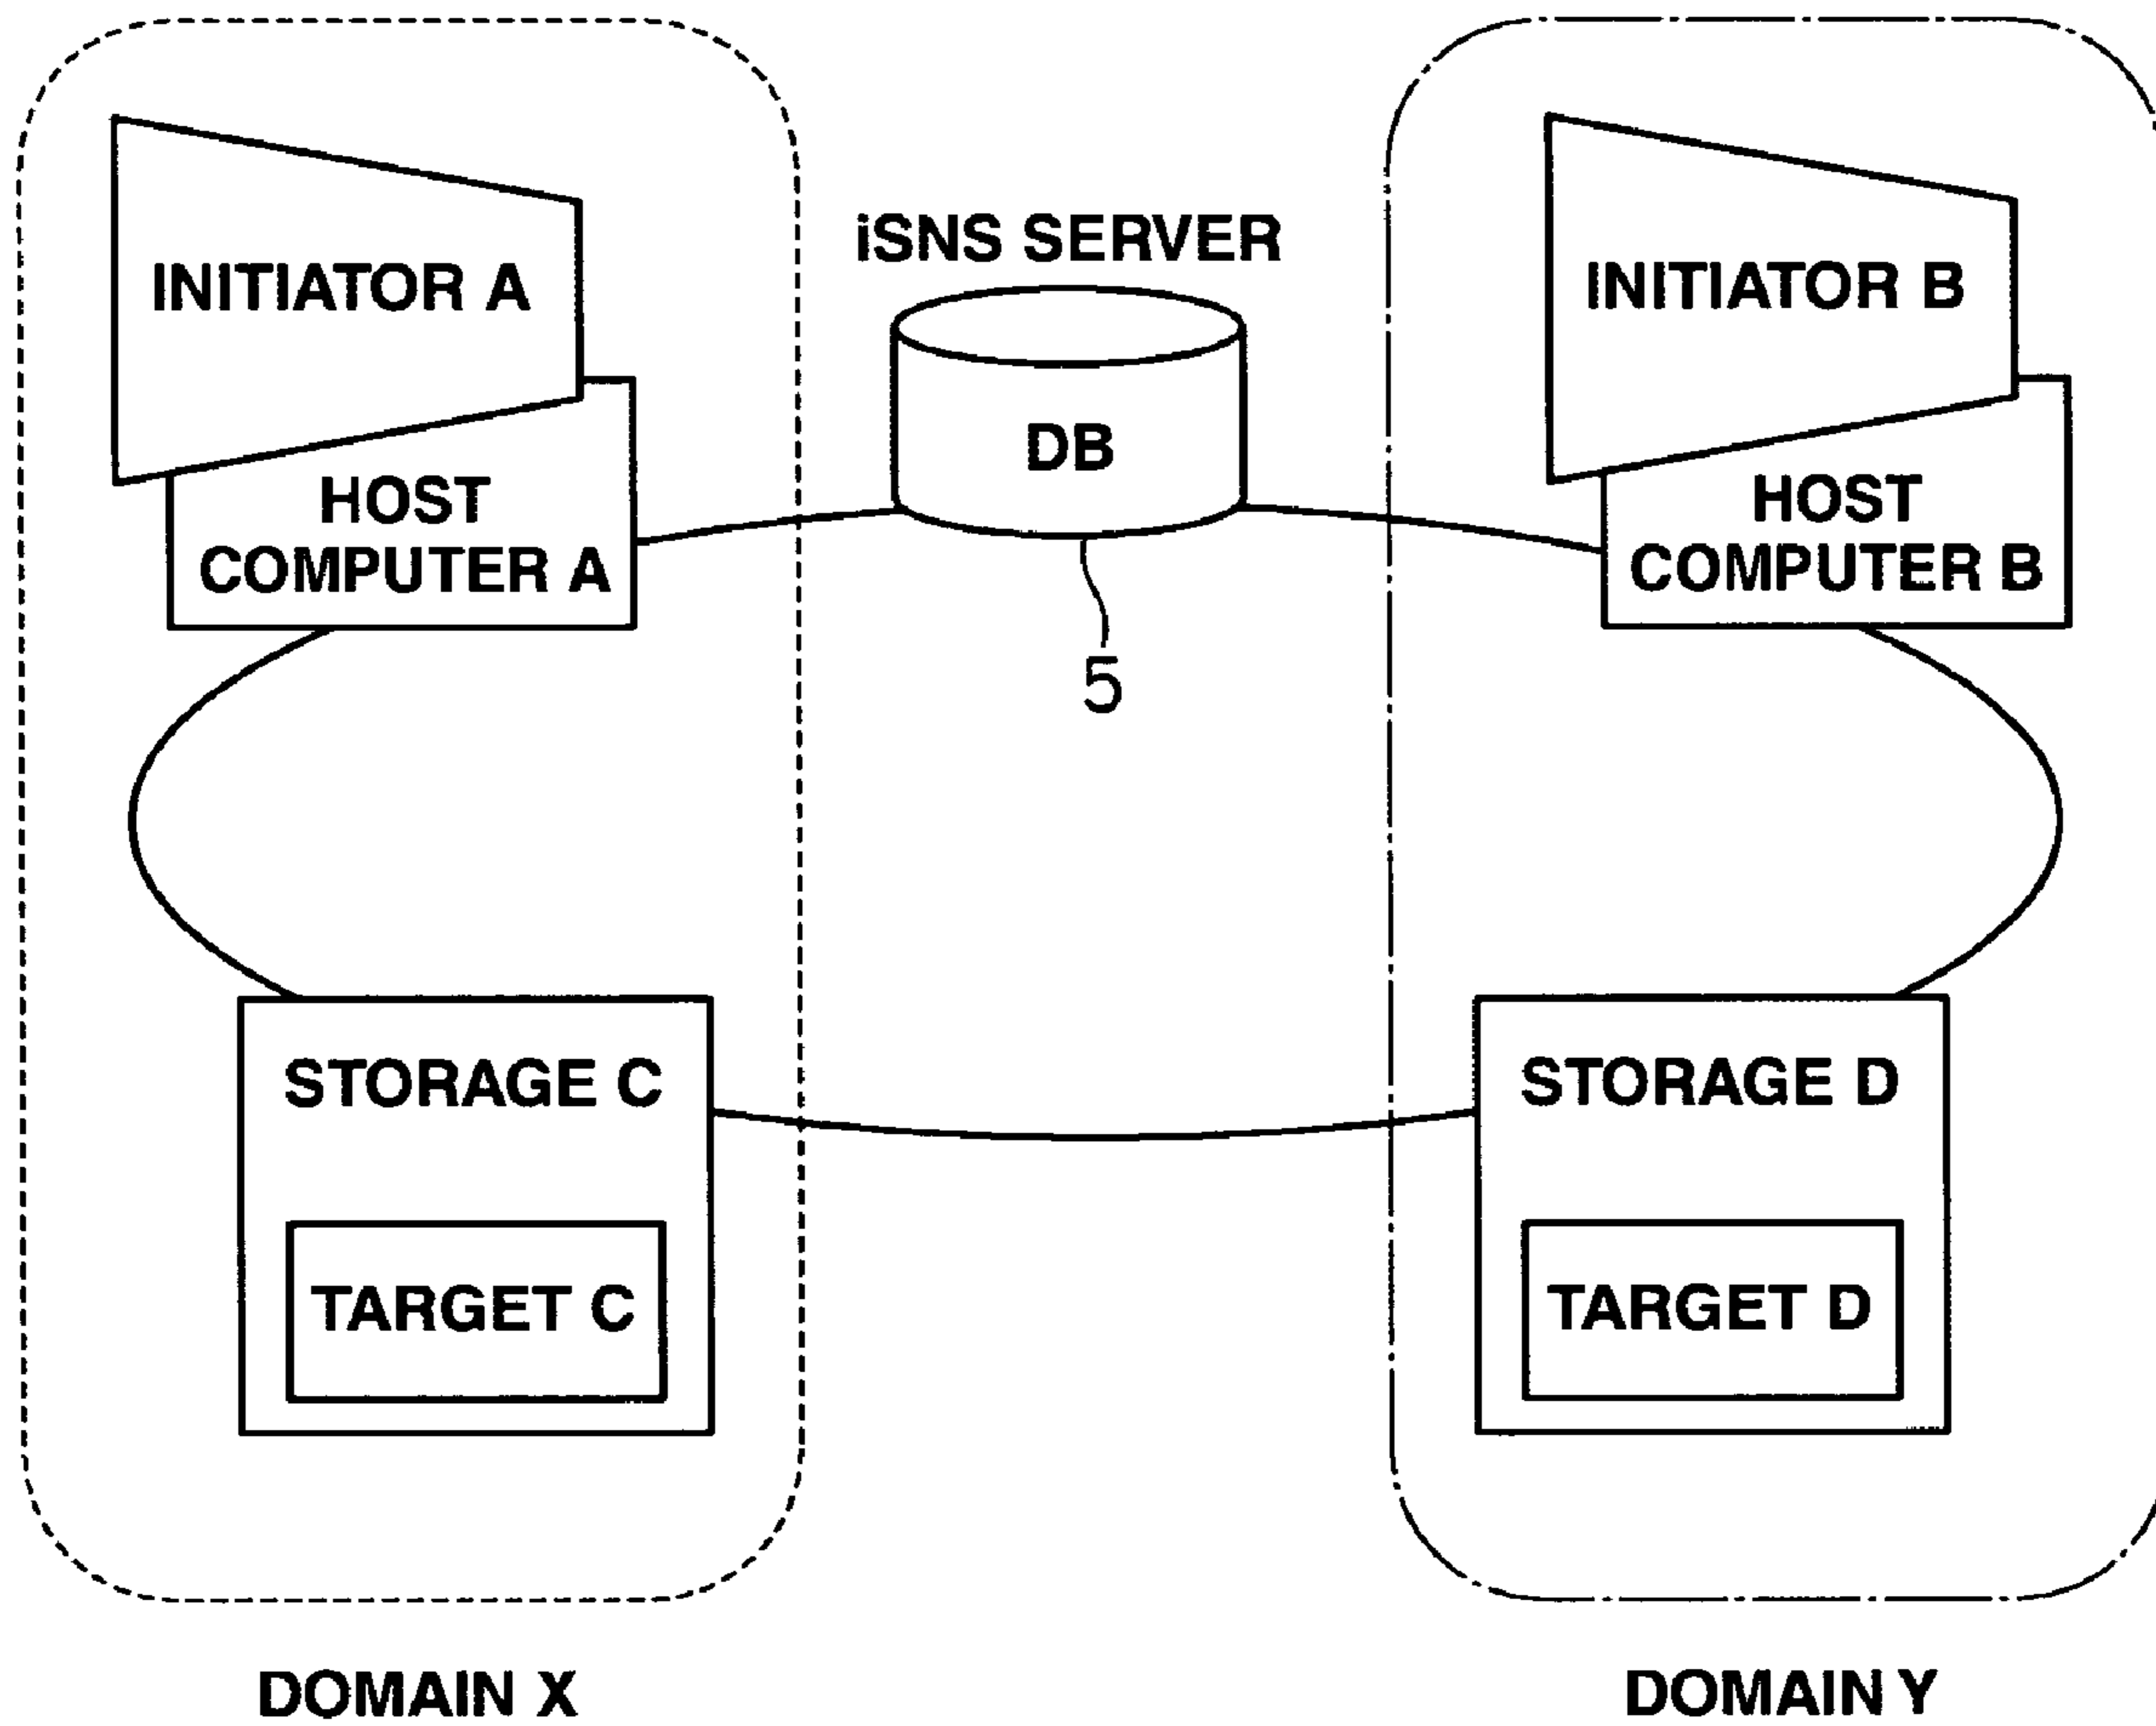 iSNS SERVER
INITIATOR A
INITIATOR B
DB
HOST
COMPUTER A
HOST
COMPUTER B
5
STORAGE C
STORAGE D
TARGET C
TARGET D
DOMAIN X
DOMAIN Y